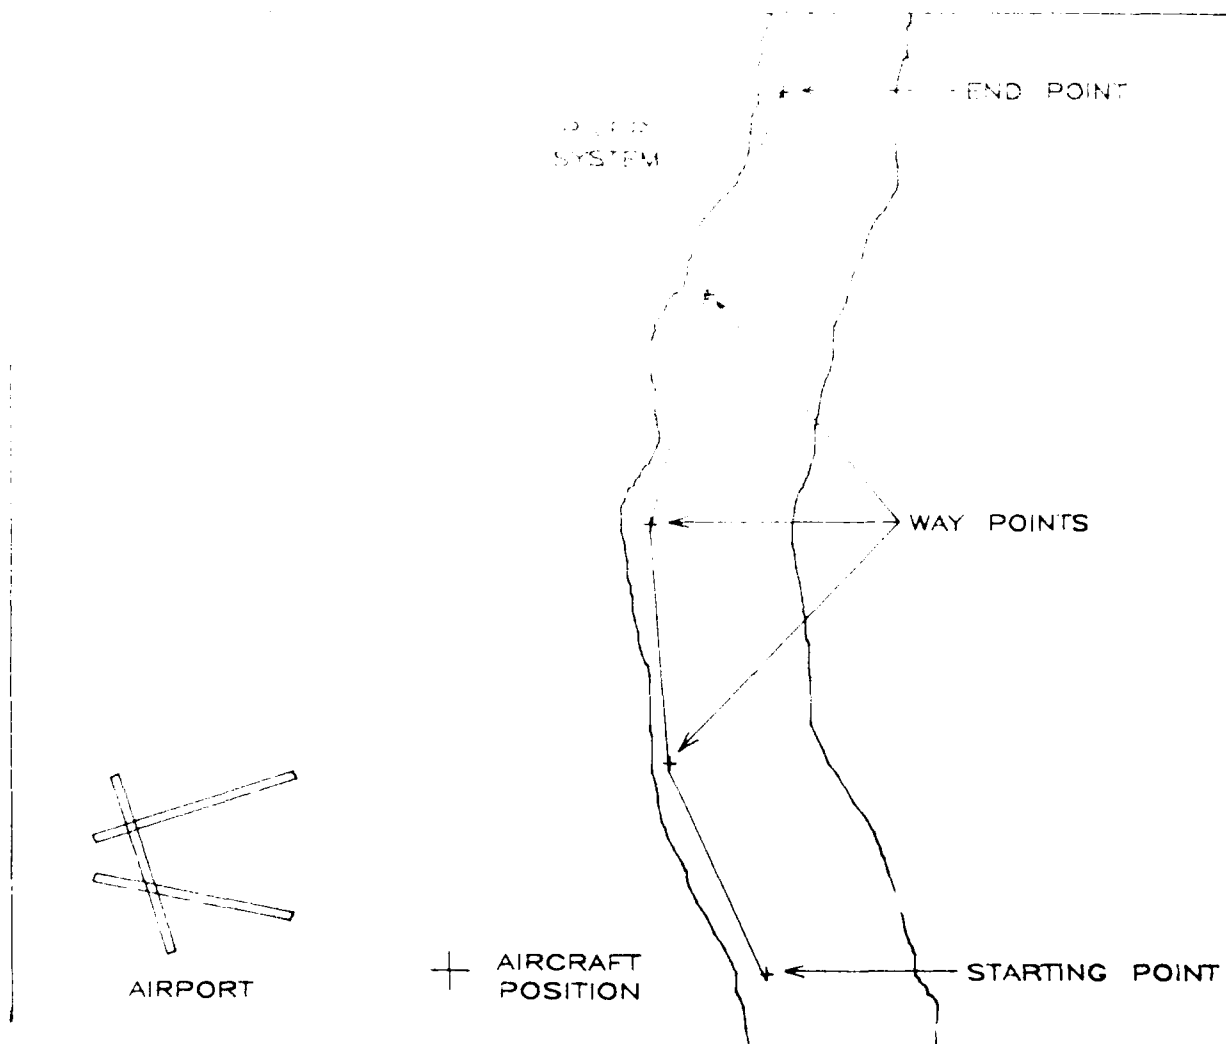 END POINT
SYSTEM
WAY POINTS
AIRCRAFT
POSITION
STARTING POINT
AIRPORT